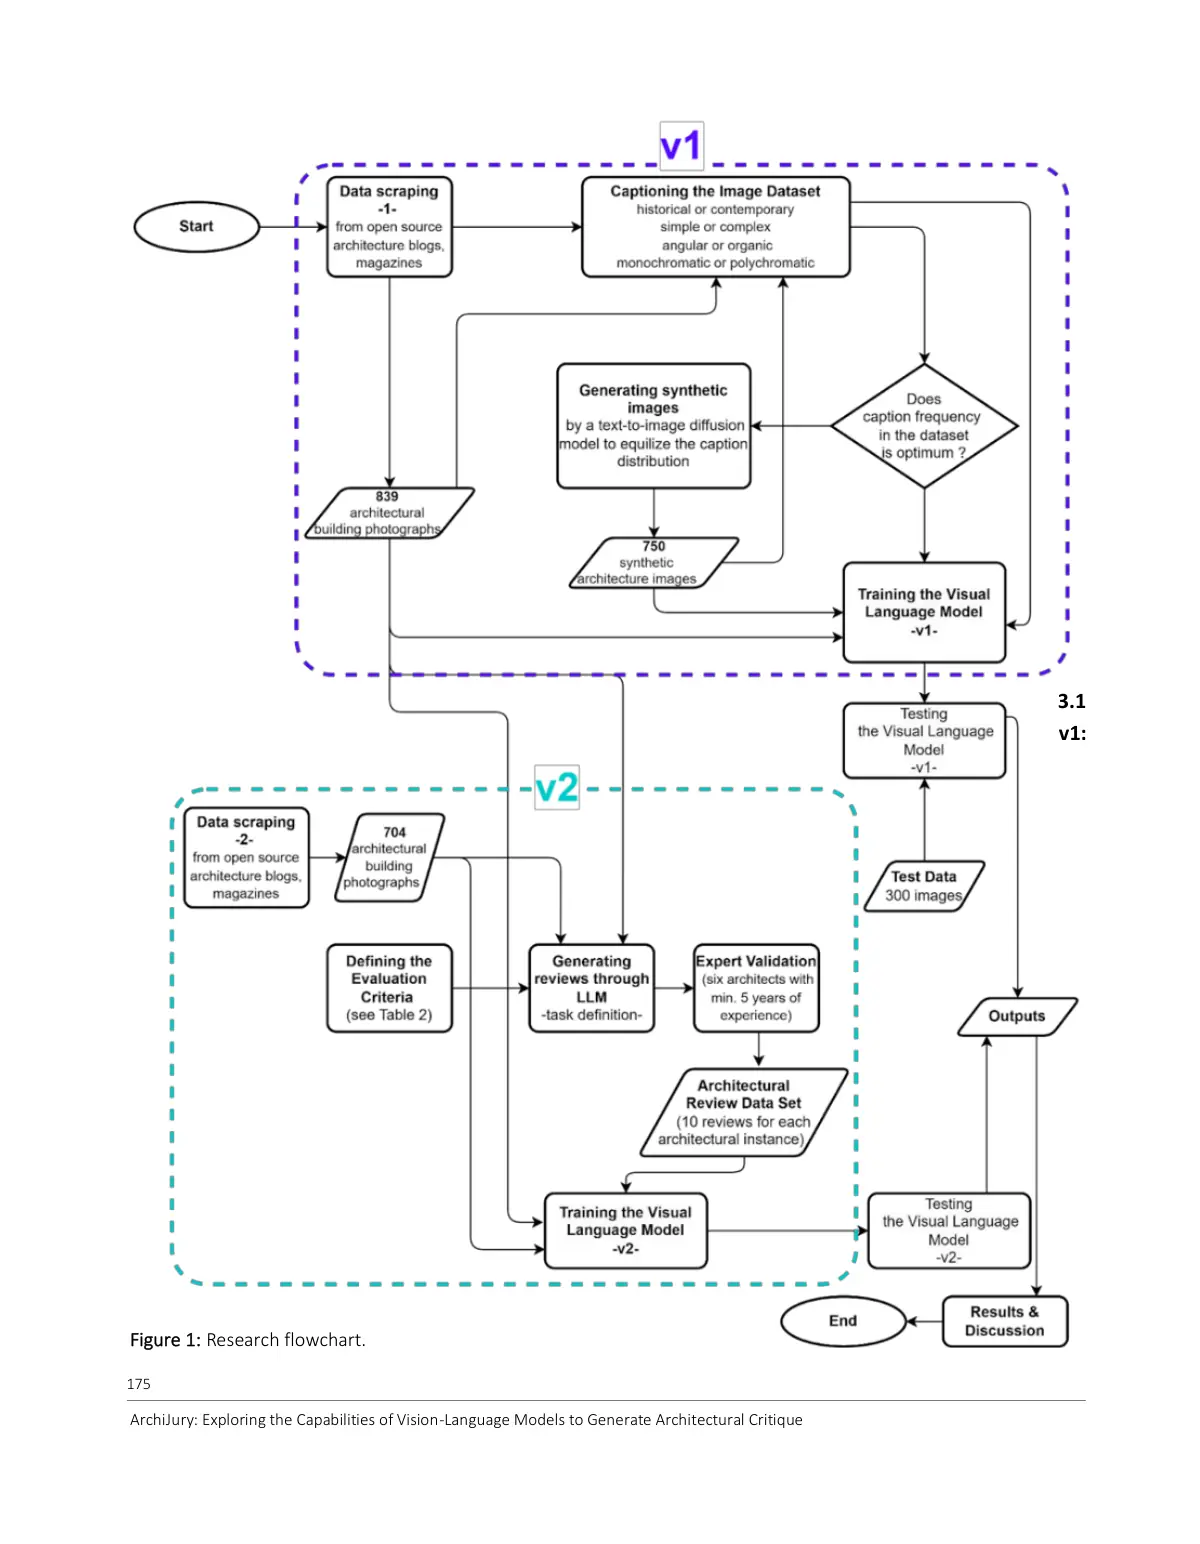 v1
Start
Data scraping
-1-
from open source
architecture blogs,
magazines
Captioning the Image Dataset
historical or contemporary
simple or complex
angular or organic
monochromatic or polychromatic
Generating synthetic
images
by a text-to-image diffusion
model to equilize the caption
distribution
Does
caption frequency
in the dataset
is optimum ?
839
architectural
building photographs
750
synthetic
architecture images
Training the Visual
Language Model
-v1-
3.1
v1:
Testing
the Visual Language
Model
-v1-
v2
Data scraping
-2-
from open source
architecture blogs,
magazines
704
architectural
building
photographs
Test Data
300 images
Defining the
Evaluation
Criteria
(see Table 2)
Generating
reviews through
LLM
-task definition-
Expert Validation
(six architects with
min. 5 years of
experience)
Outputs
Architectural
Review Data Set
(10 reviews for each
architectural instance)
Training the Visual
Language Model
-v2-
Testing
the Visual Language
Model
-v2-
End
Results &
Discussion
Figure 1: Research flowchart.
175
ArchiJury: Exploring the Capabilities of Vision-Language Models to Generate Architectural Critique